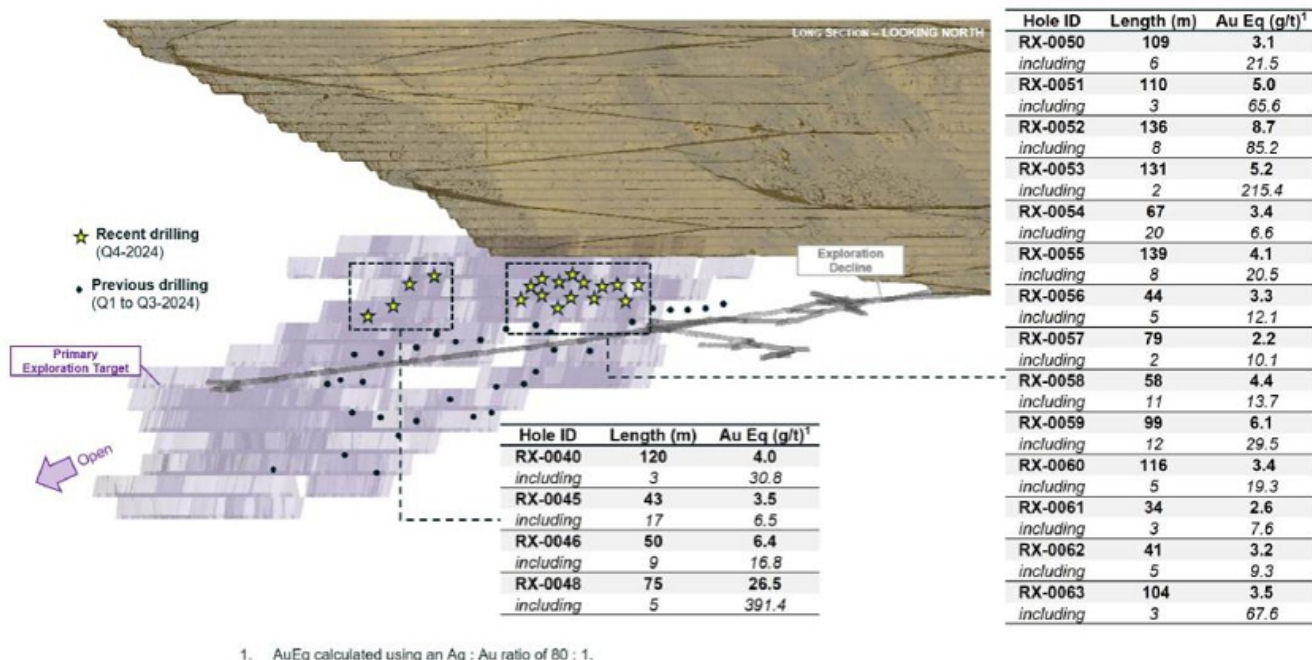 LONG SECTION – LOOKING NORTH
Recent drilling
(Q4-2024)
Previous drilling
(Q1 to Q3-2024)
Exploration
Decline
Primary
Exploration Target
Open
Hole ID Length (m) Au Eq (g/t)¹
RX-0040 120 4.0
including 3 30.8
RX-0045 43 3.5
including 17 6.5
RX-0046 50 6.4
including 9 16.8
RX-0048 75 26.5
including 5 391.4
Hole ID Length (m) Au Eq (g/t)¹
RX-0050 109 3.1
including 6 21.5
RX-0051 110 5.0
including 3 65.6
RX-0052 136 8.7
including 8 85.2
RX-0053 131 5.2
including 2 215.4
RX-0054 67 3.4
including 20 6.6
RX-0055 139 4.1
including 8 20.5
RX-0056 44 3.3
including 5 12.1
RX-0057 79 2.2
including 2 10.1
RX-0058 58 4.4
including 11 13.7
RX-0059 99 6.1
including 12 29.5
RX-0060 116 3.4
including 5 19.3
RX-0061 34 2.6
including 3 7.6
RX-0062 41 3.2
including 5 9.3
RX-0063 104 3.5
including 3 67.6
1. AuEq calculated using an Ag : Au ratio of 80 : 1.